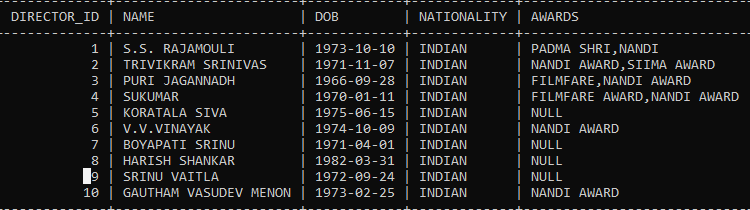 DIRECTOR_ID | NAME | DOB | NATIONALITY | AWARDS
1 | S.S. RAJAMOULI | 1973-10-10 | INDIAN | PADMA SHRI,NANDI
2 | TRIVIKRAM SRINIVAS | 1971-11-07 | INDIAN | NANDI AWARD,SIIMA AWARD
3 | PURI JAGANNADH | 1966-09-28 | INDIAN | FILMFARE,NANDI AWARD
4 | SUKUMAR | 1970-01-11 | INDIAN | FILMFARE AWARD,NANDI AWARD
5 | KORATALA SIVA | 1975-06-15 | INDIAN | NULL
6 | V.V.VINAYAK | 1974-10-09 | INDIAN | NANDI AWARD
7 | BOYAPATI SRINU | 1971-04-01 | INDIAN | NULL
8 | HARISH SHANKAR | 1982-03-31 | INDIAN | NULL
9 | SRINU VAITLA | 1972-09-24 | INDIAN | NULL
10 | GAUTHAM VASUDEV MENON | 1973-02-25 | INDIAN | NANDI AWARD